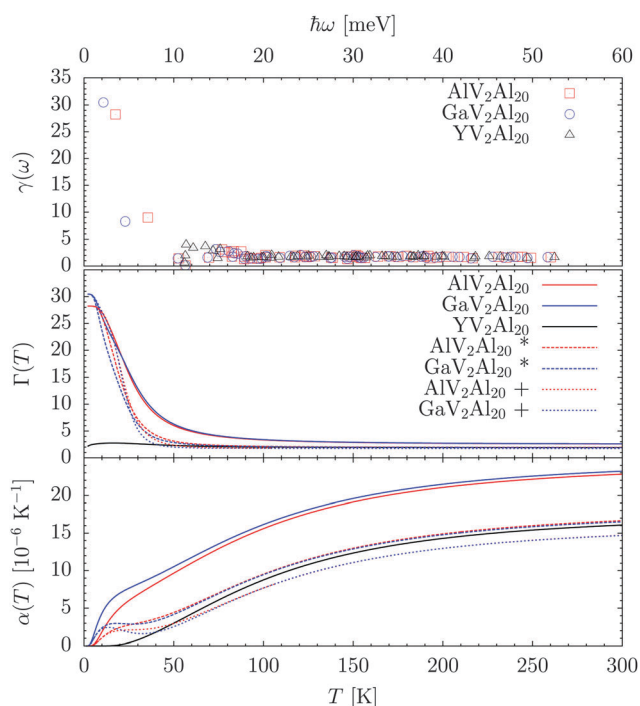 ħω [meV]
0 10 20 30 40 50 60
35
30
25
20
15
10
5
0
γ(ω)
AlV₂Al₂₀
GaV₂Al₂₀
YV₂Al₂₀
30
25
20
15
10
5
0
Γ(T)
AlV₂Al₂₀
GaV₂Al₂₀
YV₂Al₂₀
AlV₂Al₂₀ *
GaV₂Al₂₀ *
AlV₂Al₂₀ +
GaV₂Al₂₀ +
20
15
10
5
0
α(T) [10⁻⁶ K⁻¹]
0 50 100 150 200 250 300
T [K]